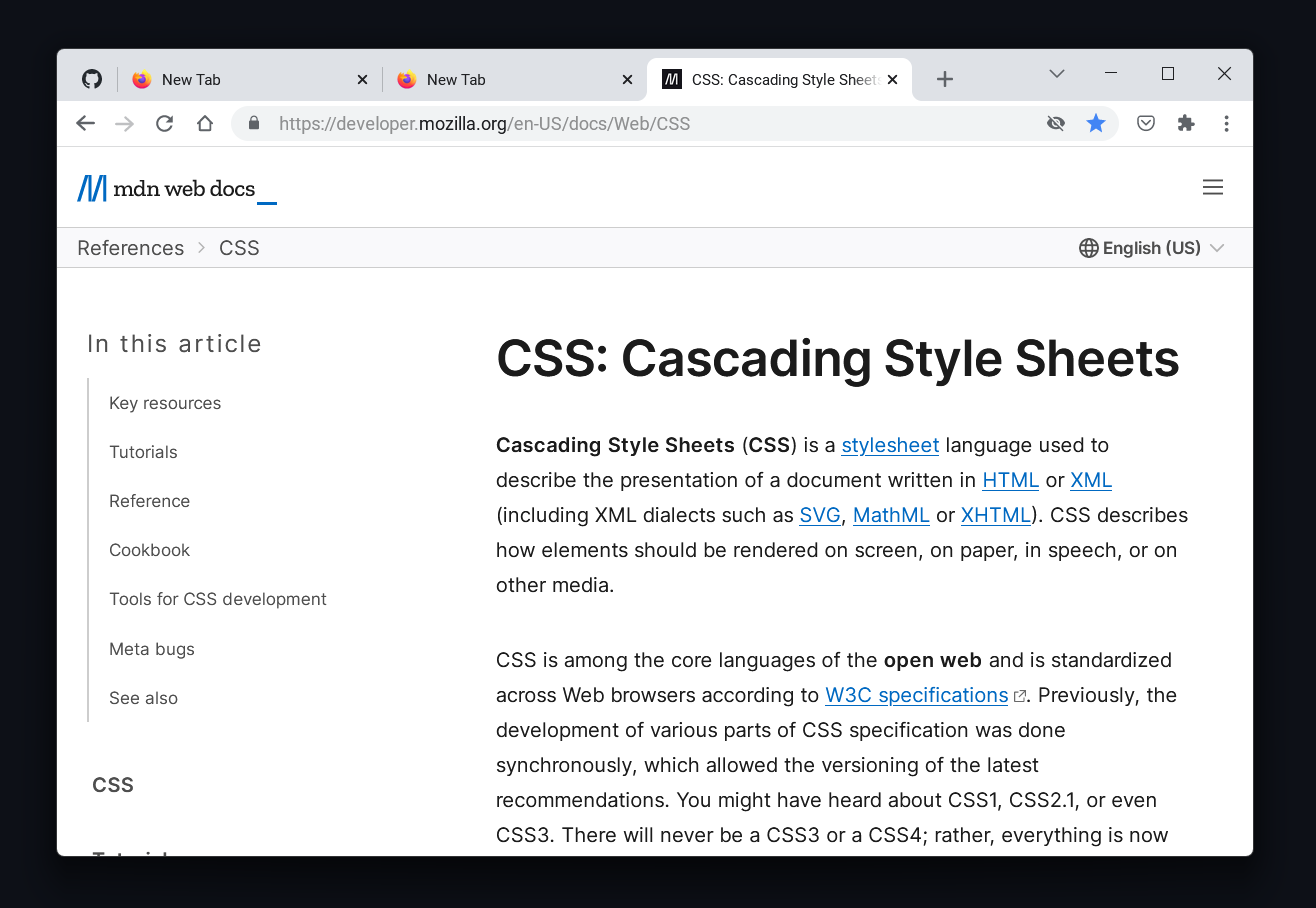 New Tab
New Tab
CSS: Cascading Style Sheets
https://developer.mozilla.org/en-US/docs/Web/CSS
mdn web docs_
References > CSS
English (US)
In this article
Key resources
Tutorials
Reference
Cookbook
Tools for CSS development
Meta bugs
See also
CSS
CSS: Cascading Style Sheets
Cascading Style Sheets (CSS) is a stylesheet language used to
describe the presentation of a document written in HTML or XML
(including XML dialects such as SVG, MathML or XHTML). CSS describes
how elements should be rendered on screen, on paper, in speech, or on
other media.
CSS is among the core languages of the open web and is standardized
across Web browsers according to W3C specifications. Previously, the
development of various parts of CSS specification was done
synchronously, which allowed the versioning of the latest
recommendations. You might have heard about CSS1, CSS2.1, or even
CSS3. There will never be a CSS3 or a CSS4; rather, everything is now